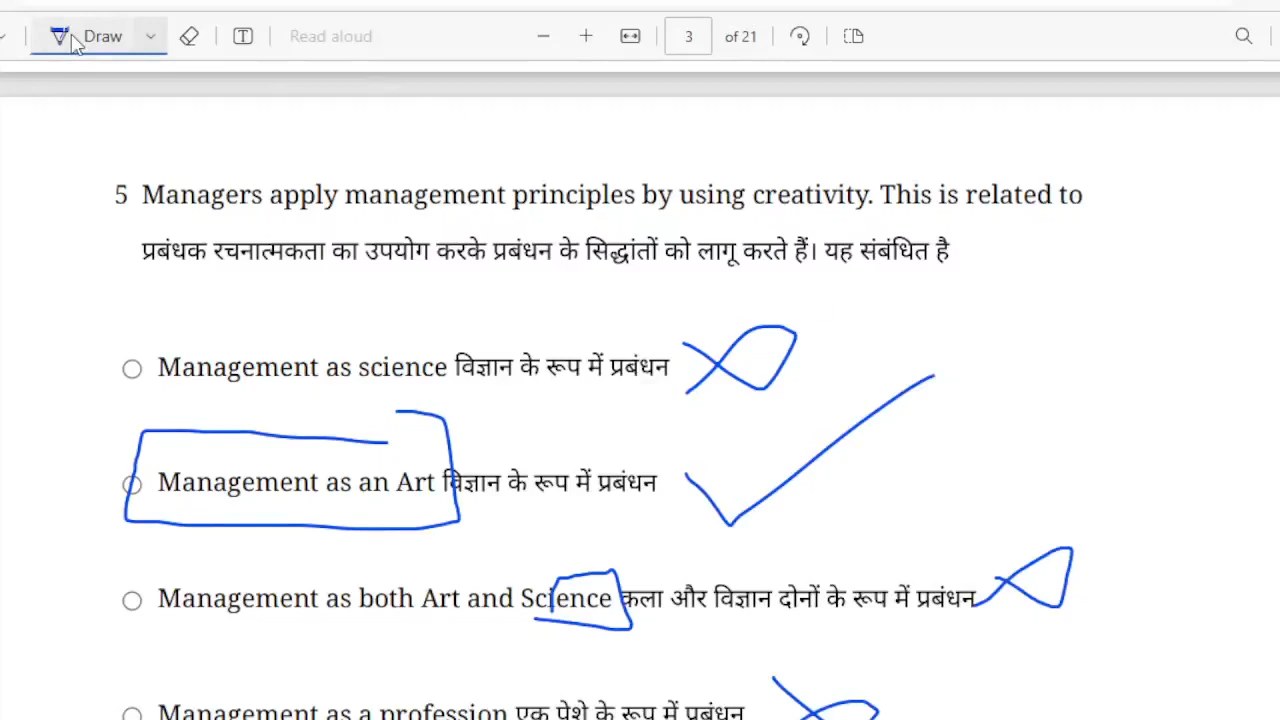 Draw
Read aloud
3 of 21
5 Managers apply management principles by using creativity. This is related to
प्रबंधक रचनात्मकता का उपयोग करके प्रबंधन के सिद्धांतों को लागू करते हैं। यह संबंधित है
Management as science विज्ञान के रूप में प्रबंधन
Management as an Art विज्ञान के रूप में प्रबंधन
Management as both Art and Science कला और विज्ञान दोनों के रूप में प्रबंधन
Management as a profession एक पेशे के रूप में प्रबंधन